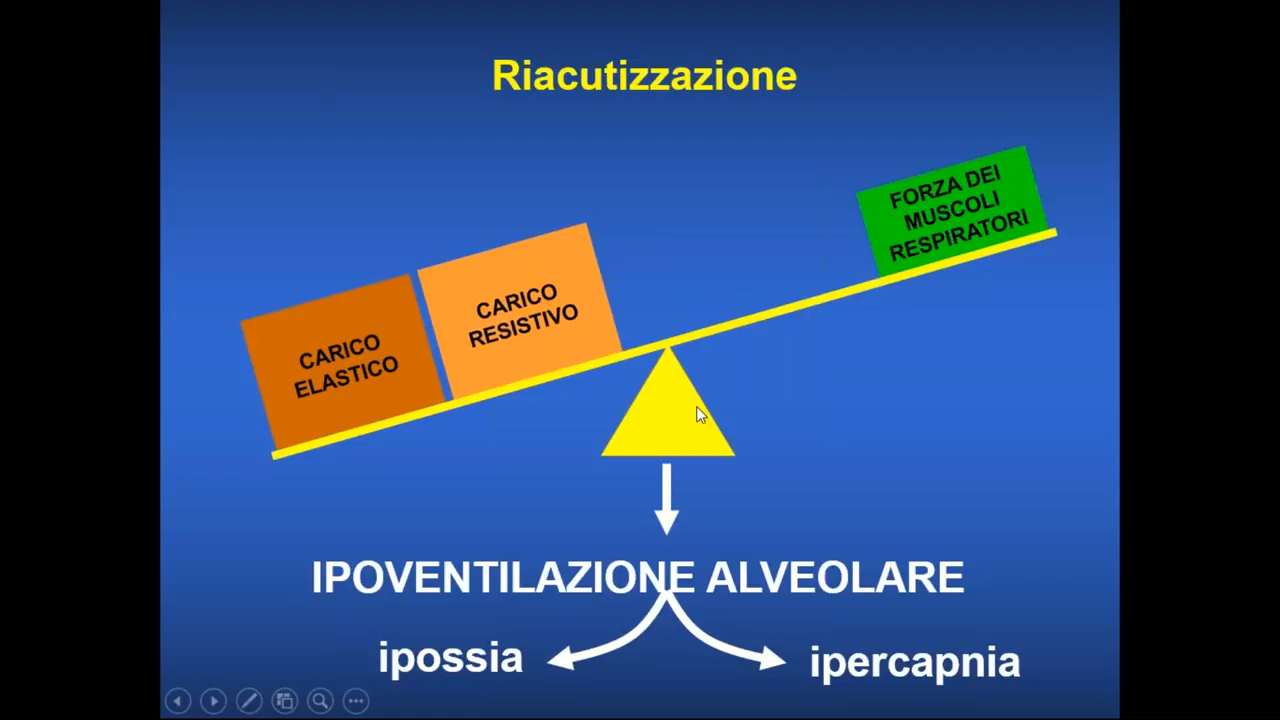 Riacutizzazione
FORZA DEI
MUSCOLI
RESPIRATORI
CARICO
RESISTIVO
CARICO
ELASTICO
IPOVENTILAZIONE ALVEOLARE
ipossia
ipercapnia